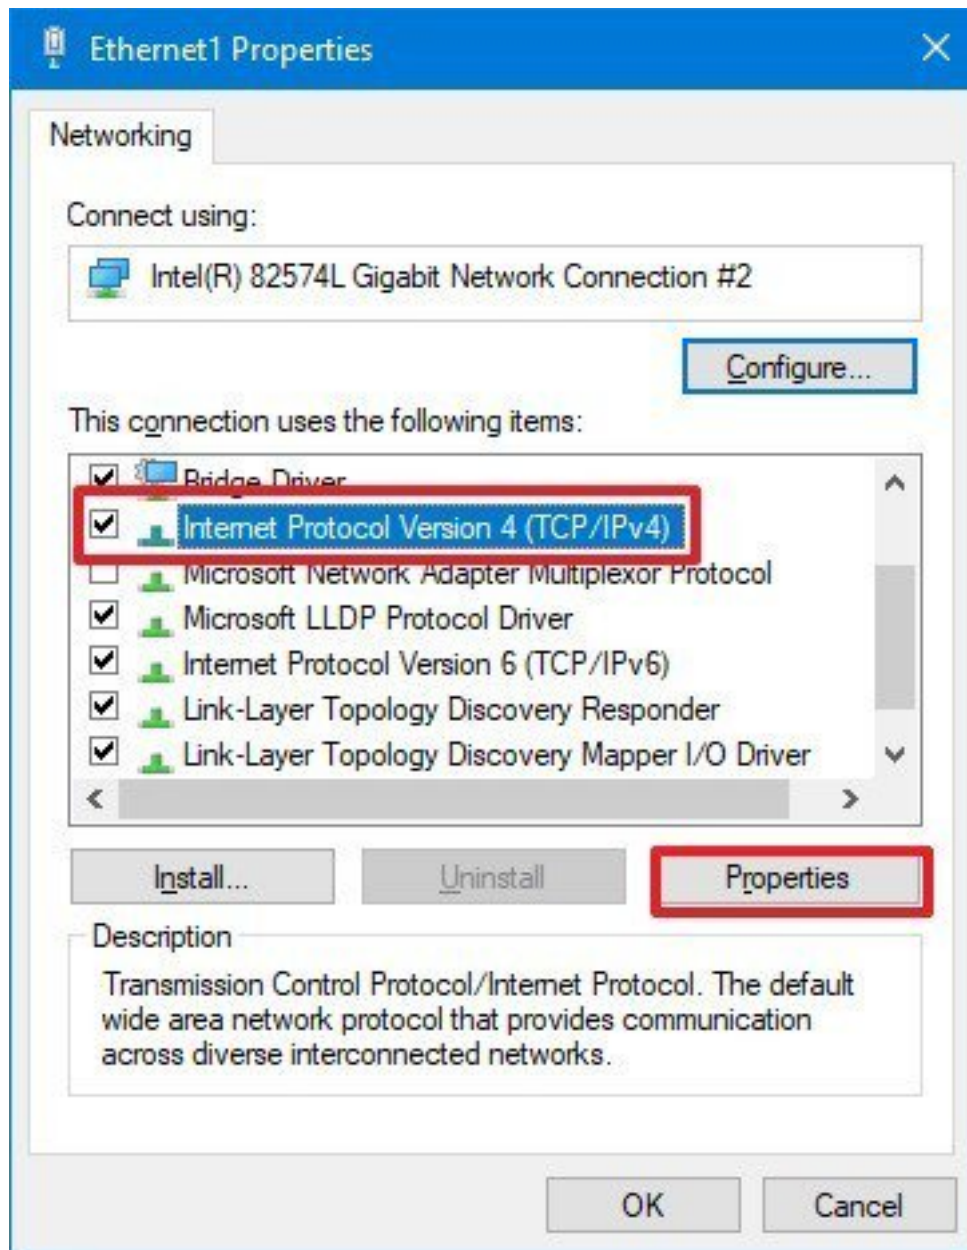 Ethernet1 Properties
Networking
Connect using:
Intel(R) 82574L Gigabit Network Connection #2
Configure...
This connection uses the following items:
Bridge Driver
Internet Protocol Version 4 (TCP/IPv4)
Microsoft Network Adapter Multiplexor Protocol
Microsoft LLDP Protocol Driver
Internet Protocol Version 6 (TCP/IPv6)
Link-Layer Topology Discovery Responder
Link-Layer Topology Discovery Mapper I/O Driver
Install...
Uninstall
Properties
Description
Transmission Control Protocol/Internet Protocol. The default
wide area network protocol that provides communication
across diverse interconnected networks.
OK
Cancel